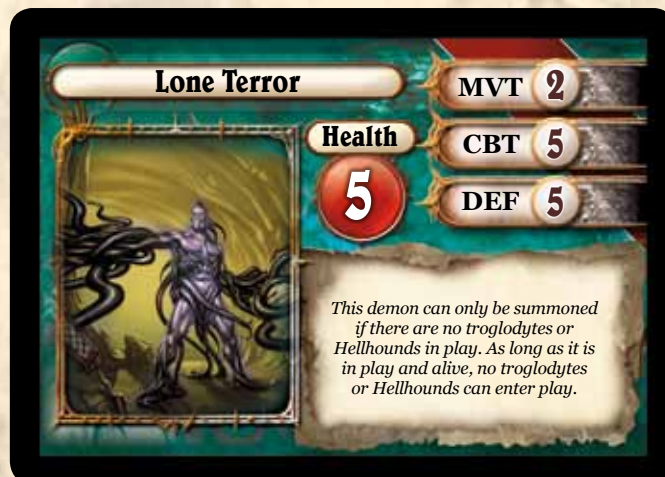 Lone Terror
MVT 2
Health
CBT 5
5
DEF 5
This demon can only be summoned
if there are no troglodytes or
Hellhounds in play. As long as it is
in play and alive, no troglodytes
or Hellhounds can enter play.